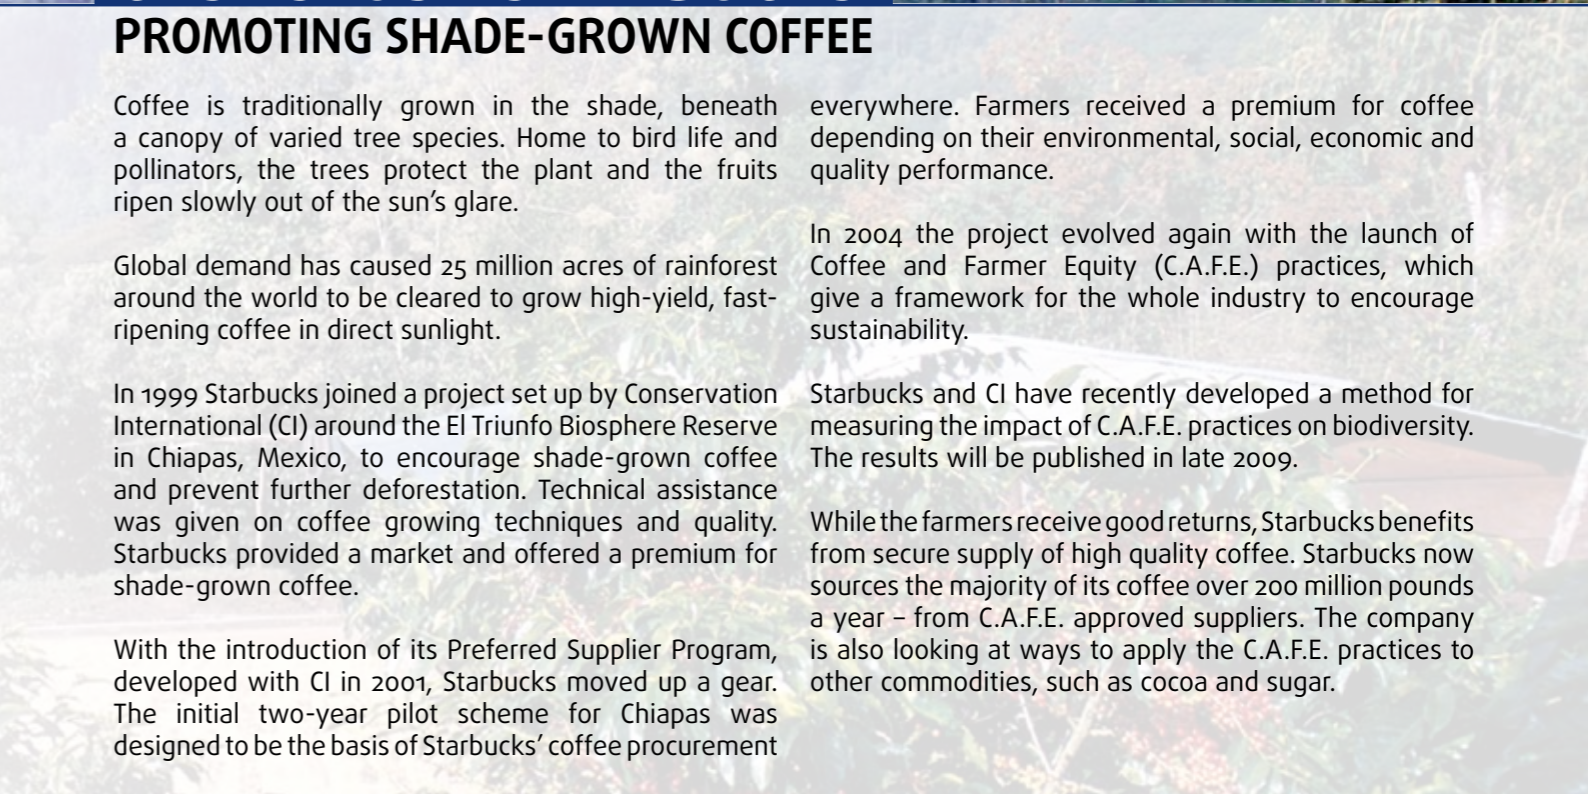 PROMOTING SHADE-GROWN COFFEE
Coffee is traditionally grown in the shade, beneath
a canopy of varied tree species. Home to bird life and
pollinators, the trees protect the plant and the fruits
ripen slowly out of the sun's glare.
Global demand has caused 25 million acres of rainforest
around the world to be cleared to grow high-yield, fast-
ripening coffee in direct sunlight.
In 1999 Starbucks joined a project set up by Conservation
International (CI) around the El Triunfo Biosphere Reserve
in Chiapas, Mexico, to encourage shade-grown coffee
and prevent further deforestation. Technical assistance
was given on coffee growing techniques and quality.
Starbucks provided a market and offered a premium for
shade-grown coffee.
With the introduction of its Preferred Supplier Program,
developed with CI in 2001, Starbucks moved up a gear.
The initial two-year pilot scheme for Chiapas was
designed to be the basis of Starbucks' coffee procurement
everywhere. Farmers received a premium for coffee
depending on their environmental, social, economic and
quality performance.
In 2004 the project evolved again with the launch of
Coffee and Farmer Equity (C.A.F.E.) practices, which
give a framework for the whole industry to encourage
sustainability.
Starbucks and CI have recently developed a method for
measuring the impact of C.A.F.E. practices on biodiversity.
The results will be published in late 2009.
While the farmers receive good returns, Starbucks benefits
from secure supply of high quality coffee. Starbucks now
sources the majority of its coffee over 200 million pounds
a year – from C.A.F.E. approved suppliers. The company
is also looking at ways to apply the C.A.F.E. practices to
other commodities, such as cocoa and sugar.